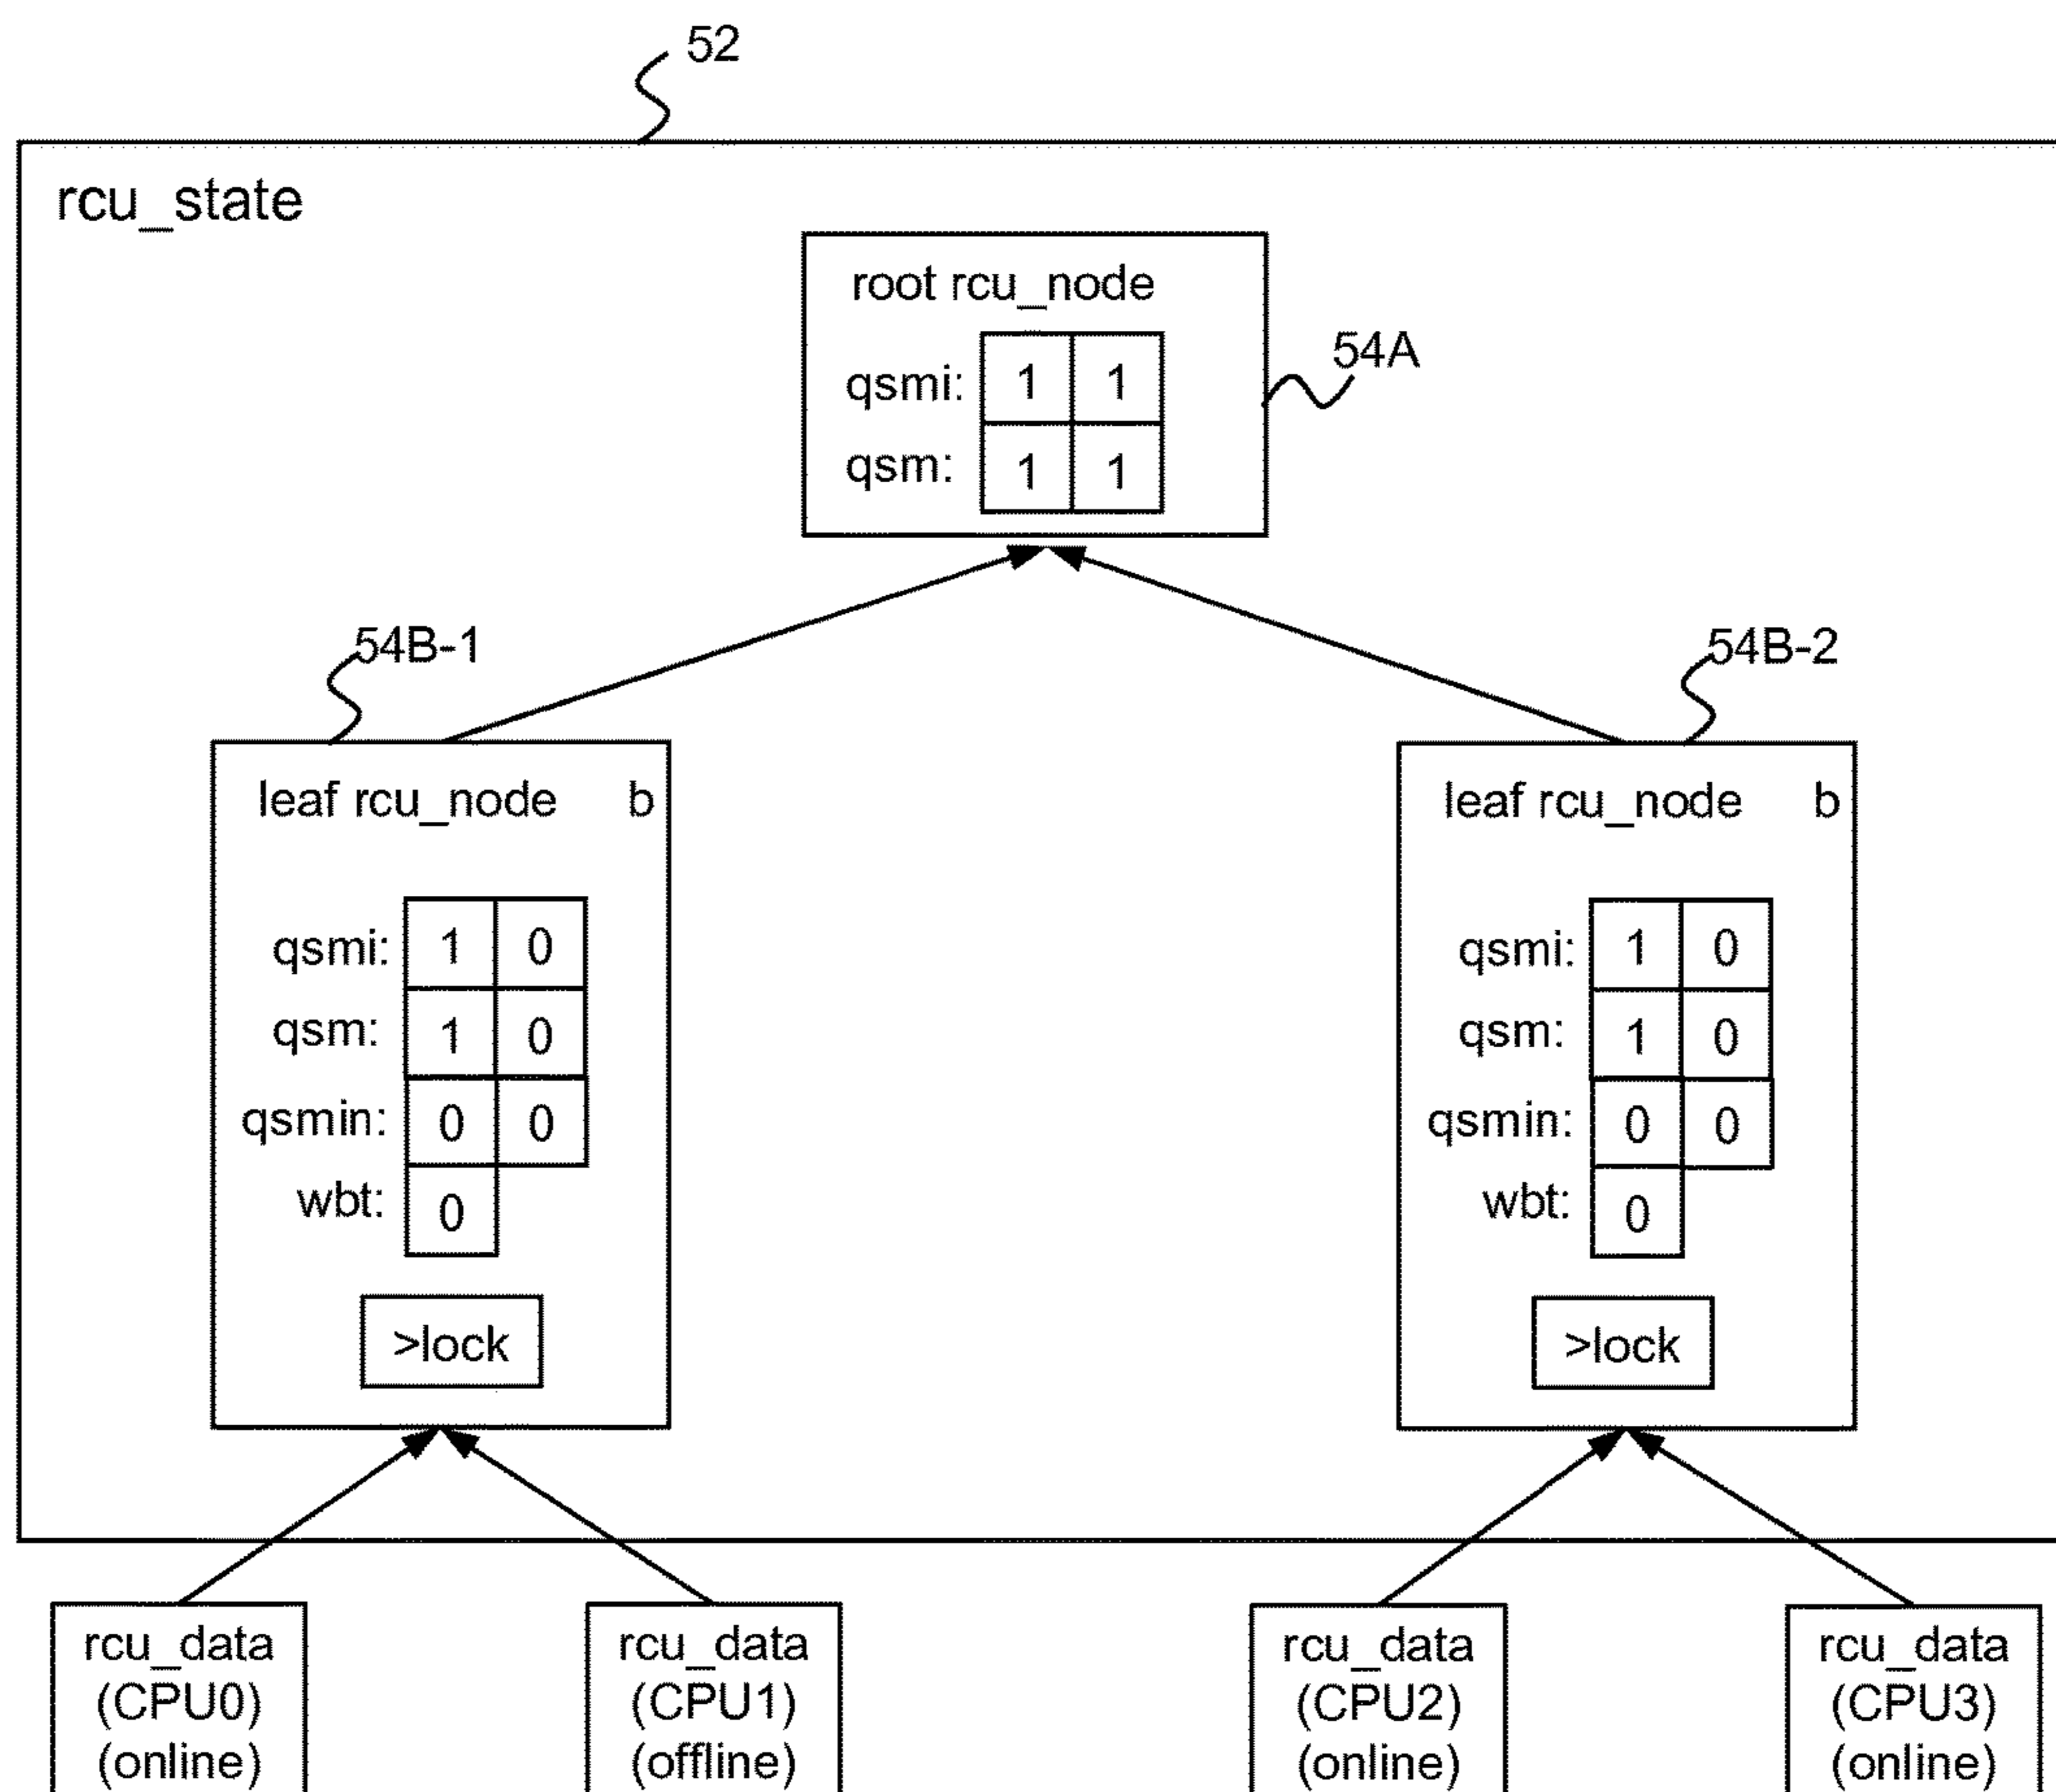 52
rcu_state
root rcu_node
54A
qsmi: 1 1
qsm: 1 1
54B-1
54B-2
leaf rcu_node b
qsmi: 1 0
qsm: 1 0
qsmin: 0 0
wbt: 0
>lock
leaf rcu_node b
qsmi: 1 0
qsm: 1 0
qsmin: 0 0
wbt: 0
>lock
rcu_data
(CPU0)
(online)
rcu_data
(CPU1)
(offline)
rcu_data
(CPU2)
(online)
rcu_data
(CPU3)
(online)